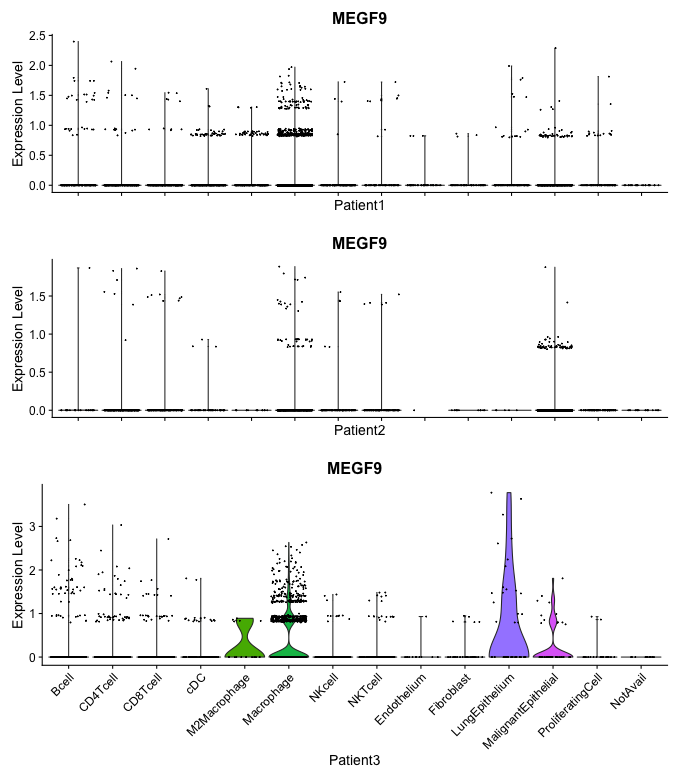 MEGF9
2.5
2.0
1.5
1.0
0.5
0.0
Expression Level
Patient1
MEGF9
1.5
1.0
0.5
0.0
Expression Level
Patient2
MEGF9
3
2
1
0
Expression Level
Bcell
CD4Tcell
CD8Tcell
cDC
M2Macrophage
Macrophage
NKcell
NKTcell
Endothelium
Fibroblast
LungEpithelium
MalignantEpithelial
ProliferatingCell
NotAvail
Patient3